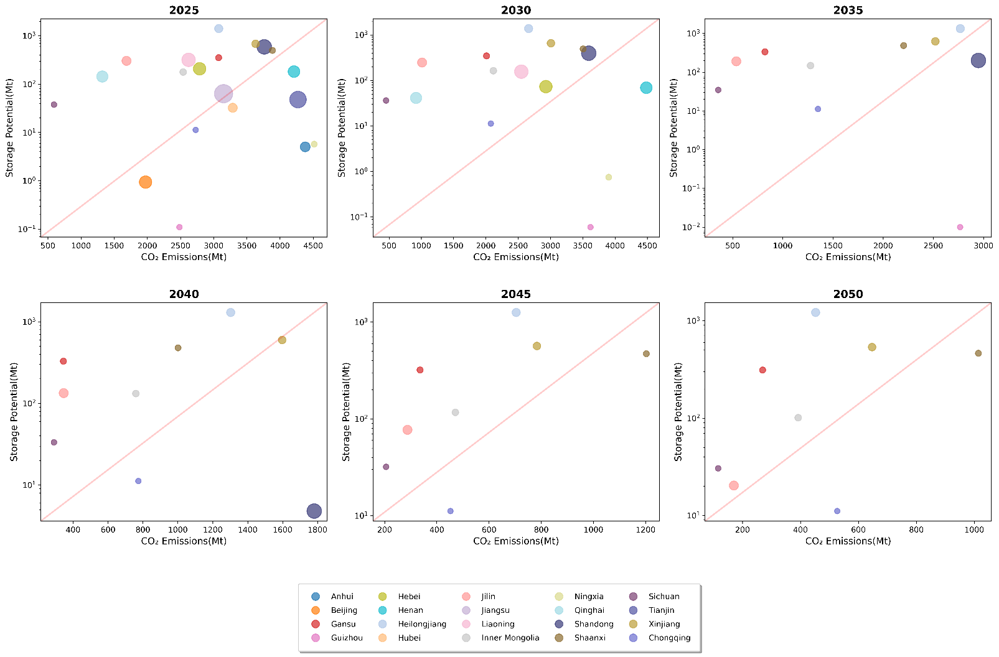 2025
2030
2035
Storage Potential(Mt)
10³
10²
10¹
10⁰
10⁻¹
500 1000 1500 2000 2500 3000 3500 4000 4500
CO₂ Emissions(Mt)
Storage Potential(Mt)
10³
10²
10¹
10⁰
10⁻¹
500 1000 1500 2000 2500 3000 3500 4000 4500
CO₂ Emissions(Mt)
Storage Potential(Mt)
10³
10²
10¹
10⁰
10⁻¹
10⁻²
500 1000 1500 2000 2500 3000
CO₂ Emissions(Mt)
2040
2045
2050
Storage Potential(Mt)
10³
10²
10¹
400 600 800 1000 1200 1400 1600 1800
CO₂ Emissions(Mt)
Storage Potential(Mt)
10³
10²
10¹
200 400 600 800 1000 1200
CO₂ Emissions(Mt)
Storage Potential(Mt)
10³
10²
10¹
200 400 600 800 1000
CO₂ Emissions(Mt)
Anhui Hebei Jilin Ningxia Sichuan
Beijing Henan Jiangsu Qinghai Tianjin
Gansu Heilongjiang Liaoning Shandong Xinjiang
Guizhou Hubei Inner Mongolia Shaanxi Chongqing